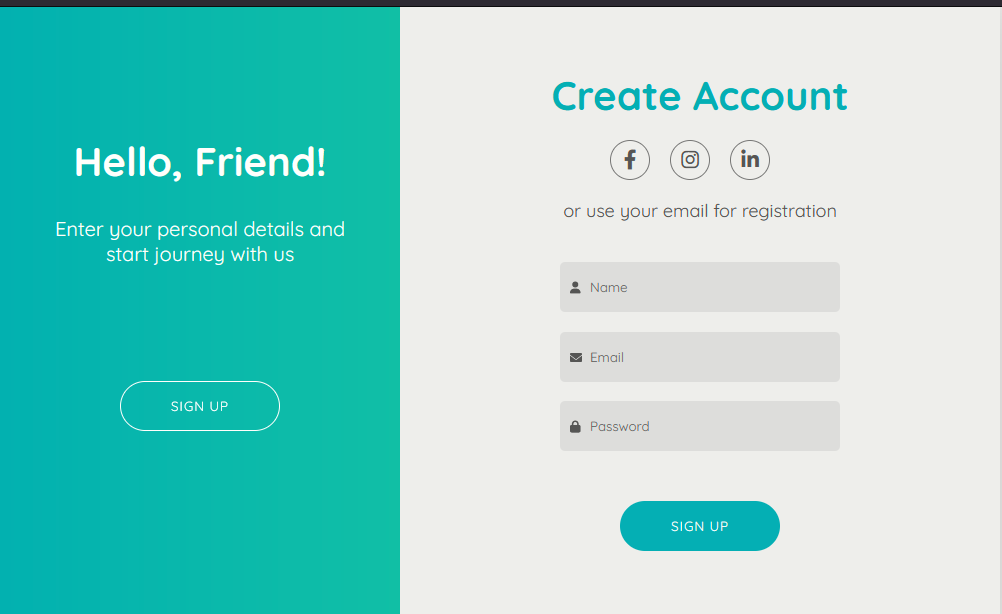 Hello, Friend!
Enter your personal details and
start journey with us
SIGN UP
Create Account
or use your email for registration
Name
Email
Password
SIGN UP